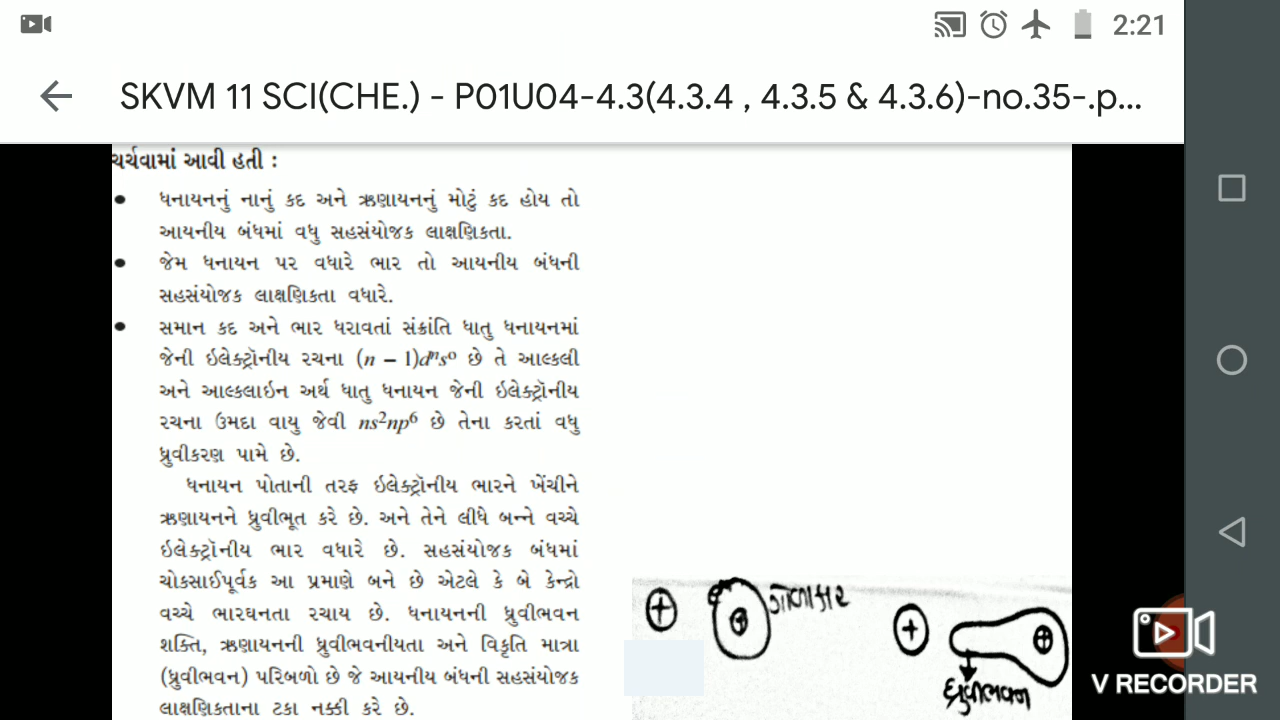 2:21
SKVM 11 SCI(CHE.) - P01U04-4.3(4.3.4 , 4.3.5 & 4.3.6)-no.35-.p...
ચર્ચવામાં આવી હતી :
● ધનાયનનું નાનું કદ અને ઋણાયનનું મોટું કદ હોય તો
આયનીય બંધમાં વધુ સહસંયોજક લાક્ષણિકતા.
● જેમ ધનાયન પર વધારે ભાર તો આયનીય બંધની
સહસંયોજક લાક્ષણિકતા વધારે.
● સમાન કદ અને ભાર ધરાવતાં સંક્રાંતિ ધાતુ ધનાયનમાં
જેની ઇલેક્ટ્રૉનીય રચના (n − 1)dⁿs⁰ છે તે આલ્કલી
અને આલ્કલાઇન અર્થ ધાતુ ધનાયન જેની ઇલેક્ટ્રૉનીય
રચના ઉમદા વાયુ જેવી ns²np⁶ છે તેના કરતાં વધુ
ધ્રુવીકરણ પામે છે.
ધનાયન પોતાની તરફ ઇલેક્ટ્રૉનીય ભારને ખેંચીને
ઋણાયનને ધ્રુવીભૂત કરે છે. અને તેને લીધે બન્ને વચ્ચે
ઇલેક્ટ્રૉનીય ભાર વધારે છે. સહસંયોજક બંધમાં
ચોકસાઈપૂર્વક આ પ્રમાણે બને છે એટલે કે બે કેન્દ્રો
વચ્ચે ભારઘનતા રચાય છે. ધનાયનની ધ્રુવીભવન
શક્તિ, ઋણાયનની ધ્રુવીભવનીયતા અને વિકૃતિ માત્રા
(ધ્રુવીભવન) પરિબળો છે જે આયનીય બંધની સહસંયોજક
લાક્ષણિકતાના ટકા નક્કી કરે છે.
+ + ગોળાકાર + +
ધ્રુવીભવન
V RECORDER